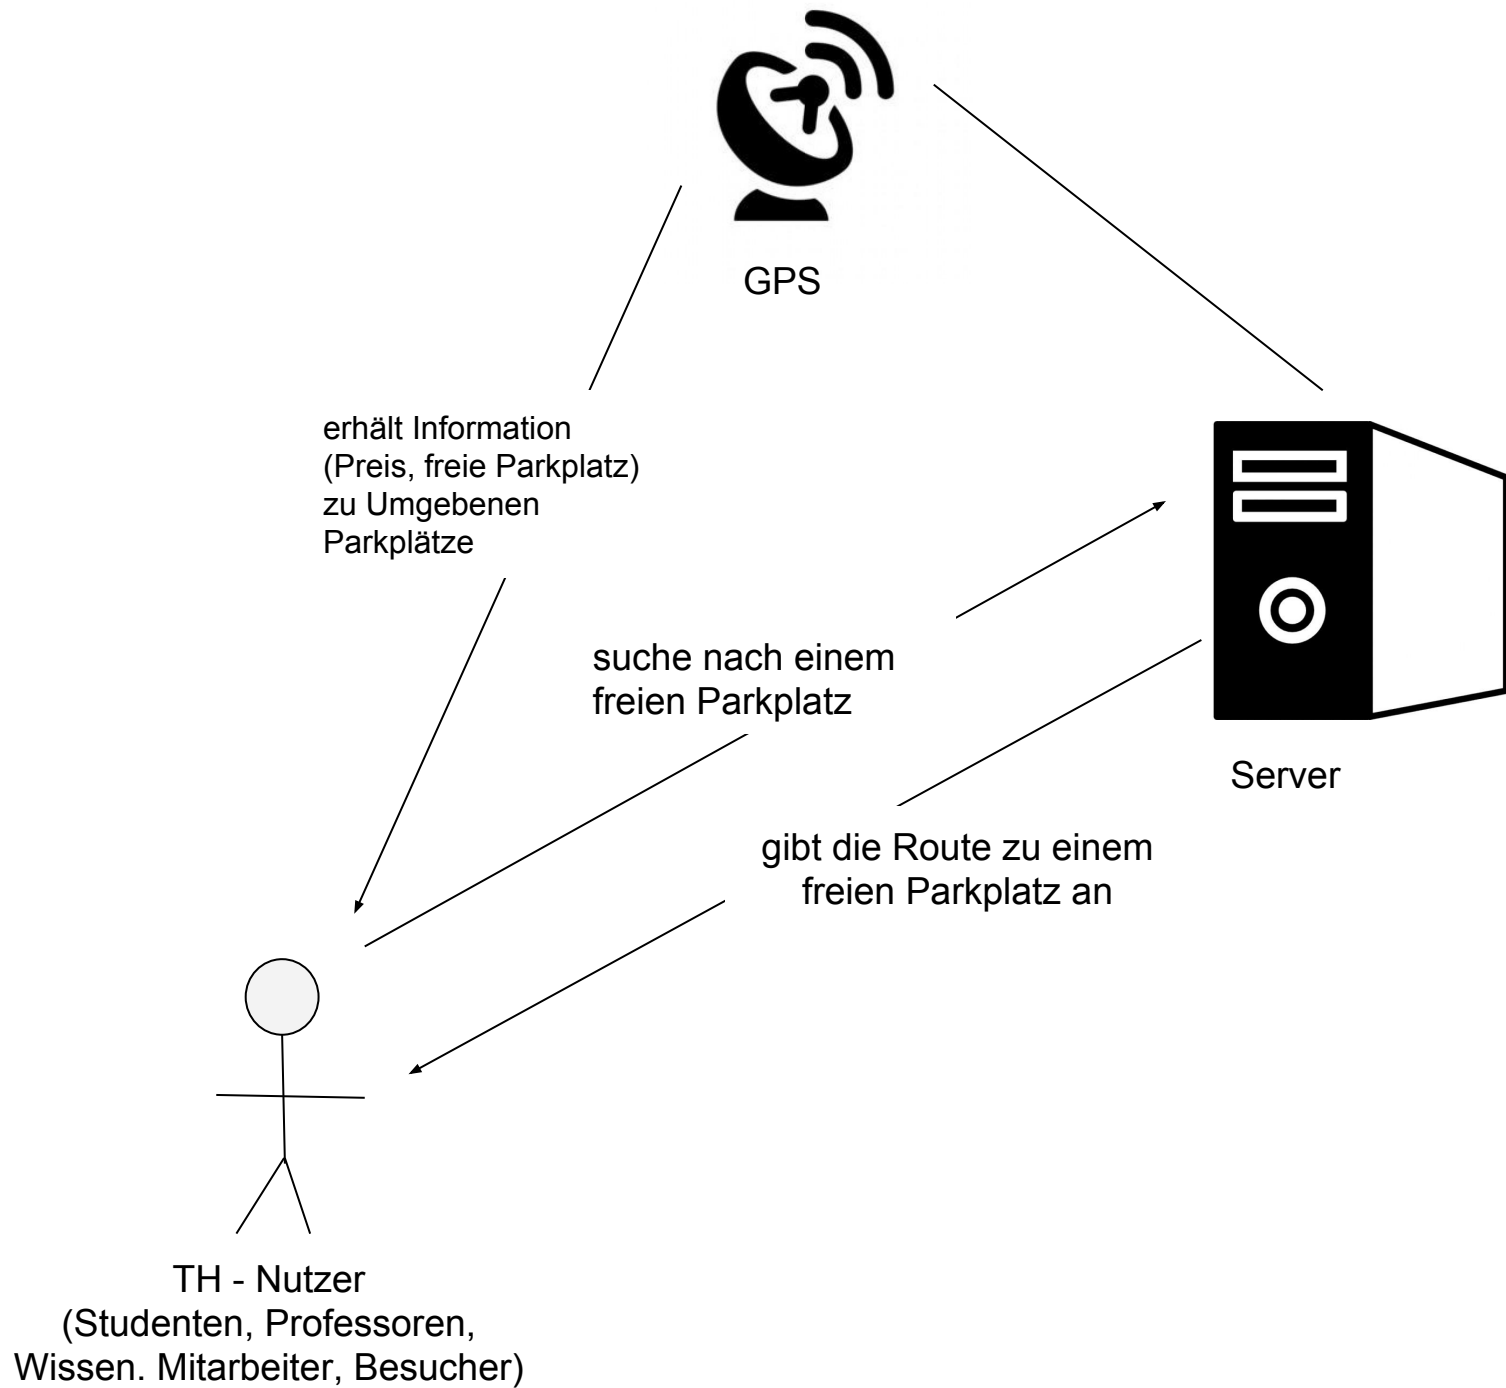 GPS
erhält Information
(Preis, freie Parkplatz)
zu Umgebenen
Parkplätze
suche nach einem
freien Parkplatz
Server
gibt die Route zu einem
freien Parkplatz an
TH - Nutzer
(Studenten, Professoren,
Wissen. Mitarbeiter, Besucher)